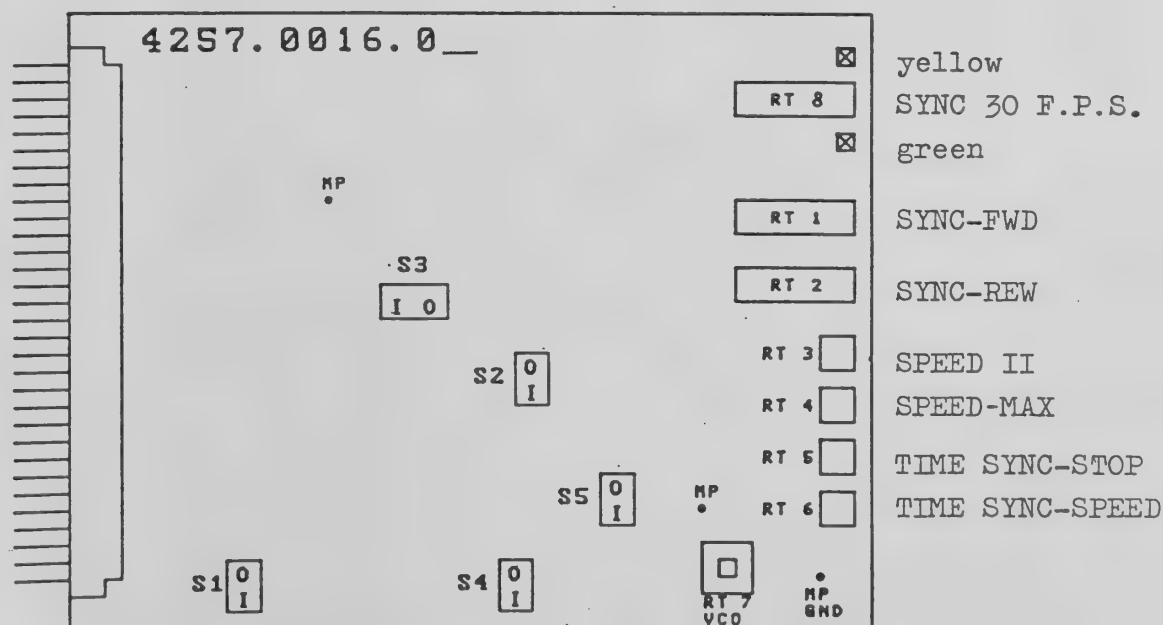 4257.0016.0_
yellow
RT 8 SYNC 30 F.P.S.
green
MP
RT 1 SYNC-FWD
S3
RT 2 SYNC-REW
I O
RT 3 SPEED II
S2 O
I
RT 4 SPEED-MAX
RT 5 TIME SYNC-STOP
S5 O
I
MP
RT 6 TIME SYNC-SPEED
S1 O
I
S4 O
I
RT 7
VCO
MP
GND